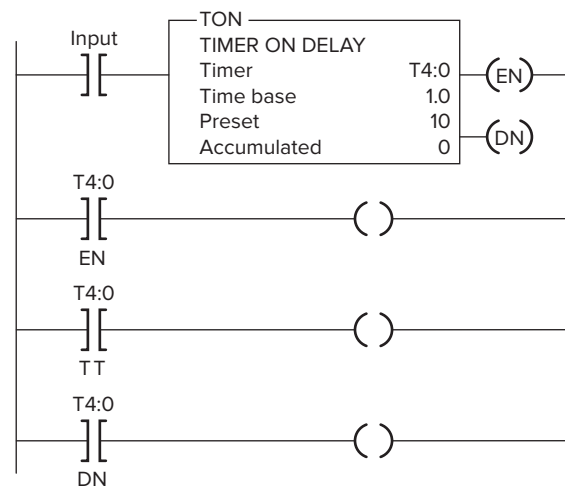 TON
Input
TIMER ON DELAY
Timer T4:0
EN
Time base 1.0
Preset 10
DN
Accumulated 0
T4:0
EN
T4:0
TT
T4:0
DN